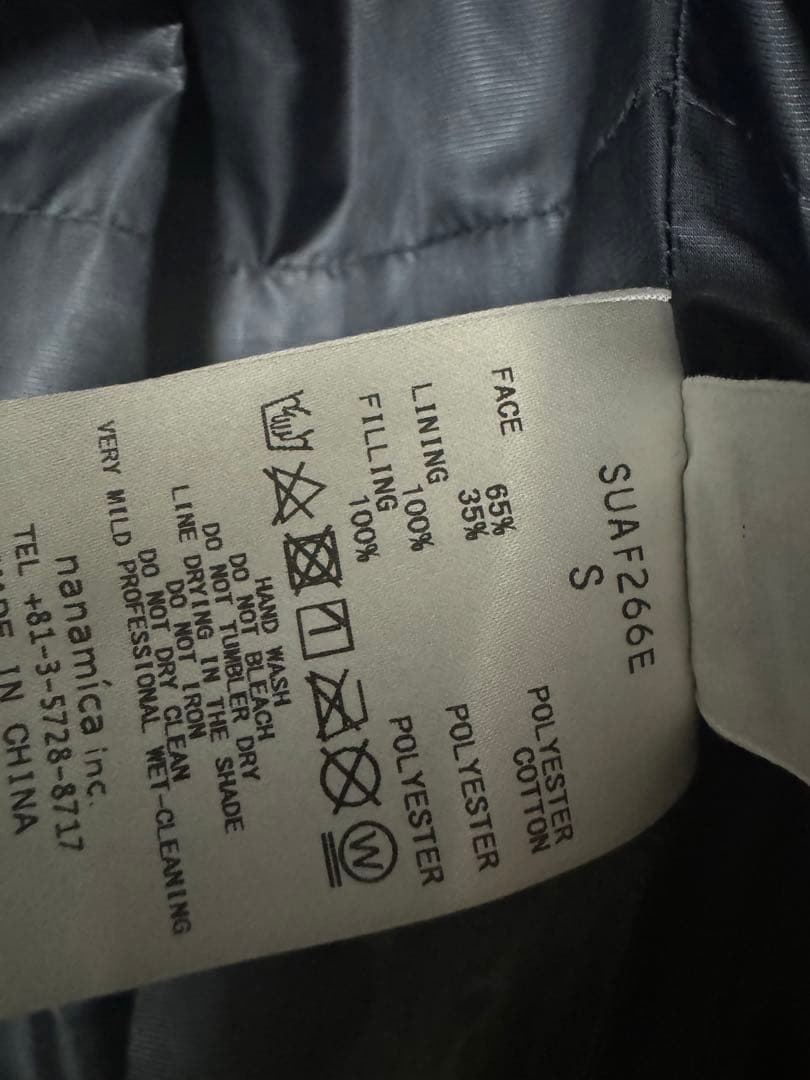 SUAF266E
S
FACE 65% POLYESTER
35% COTTON
LINING 100% POLYESTER
FILLING 100% POLYESTER
W
HAND WASH
DO NOT BLEACH
DO NOT TUMBLER DRY
LINE DRYING IN THE SHADE
DO NOT IRON
DO NOT DRY CLEAN
VERY MILD PROFESSIONAL WET-CLEANING
nanamíca inc.
TEL +81-3-5728-8717
MADE IN CHINA